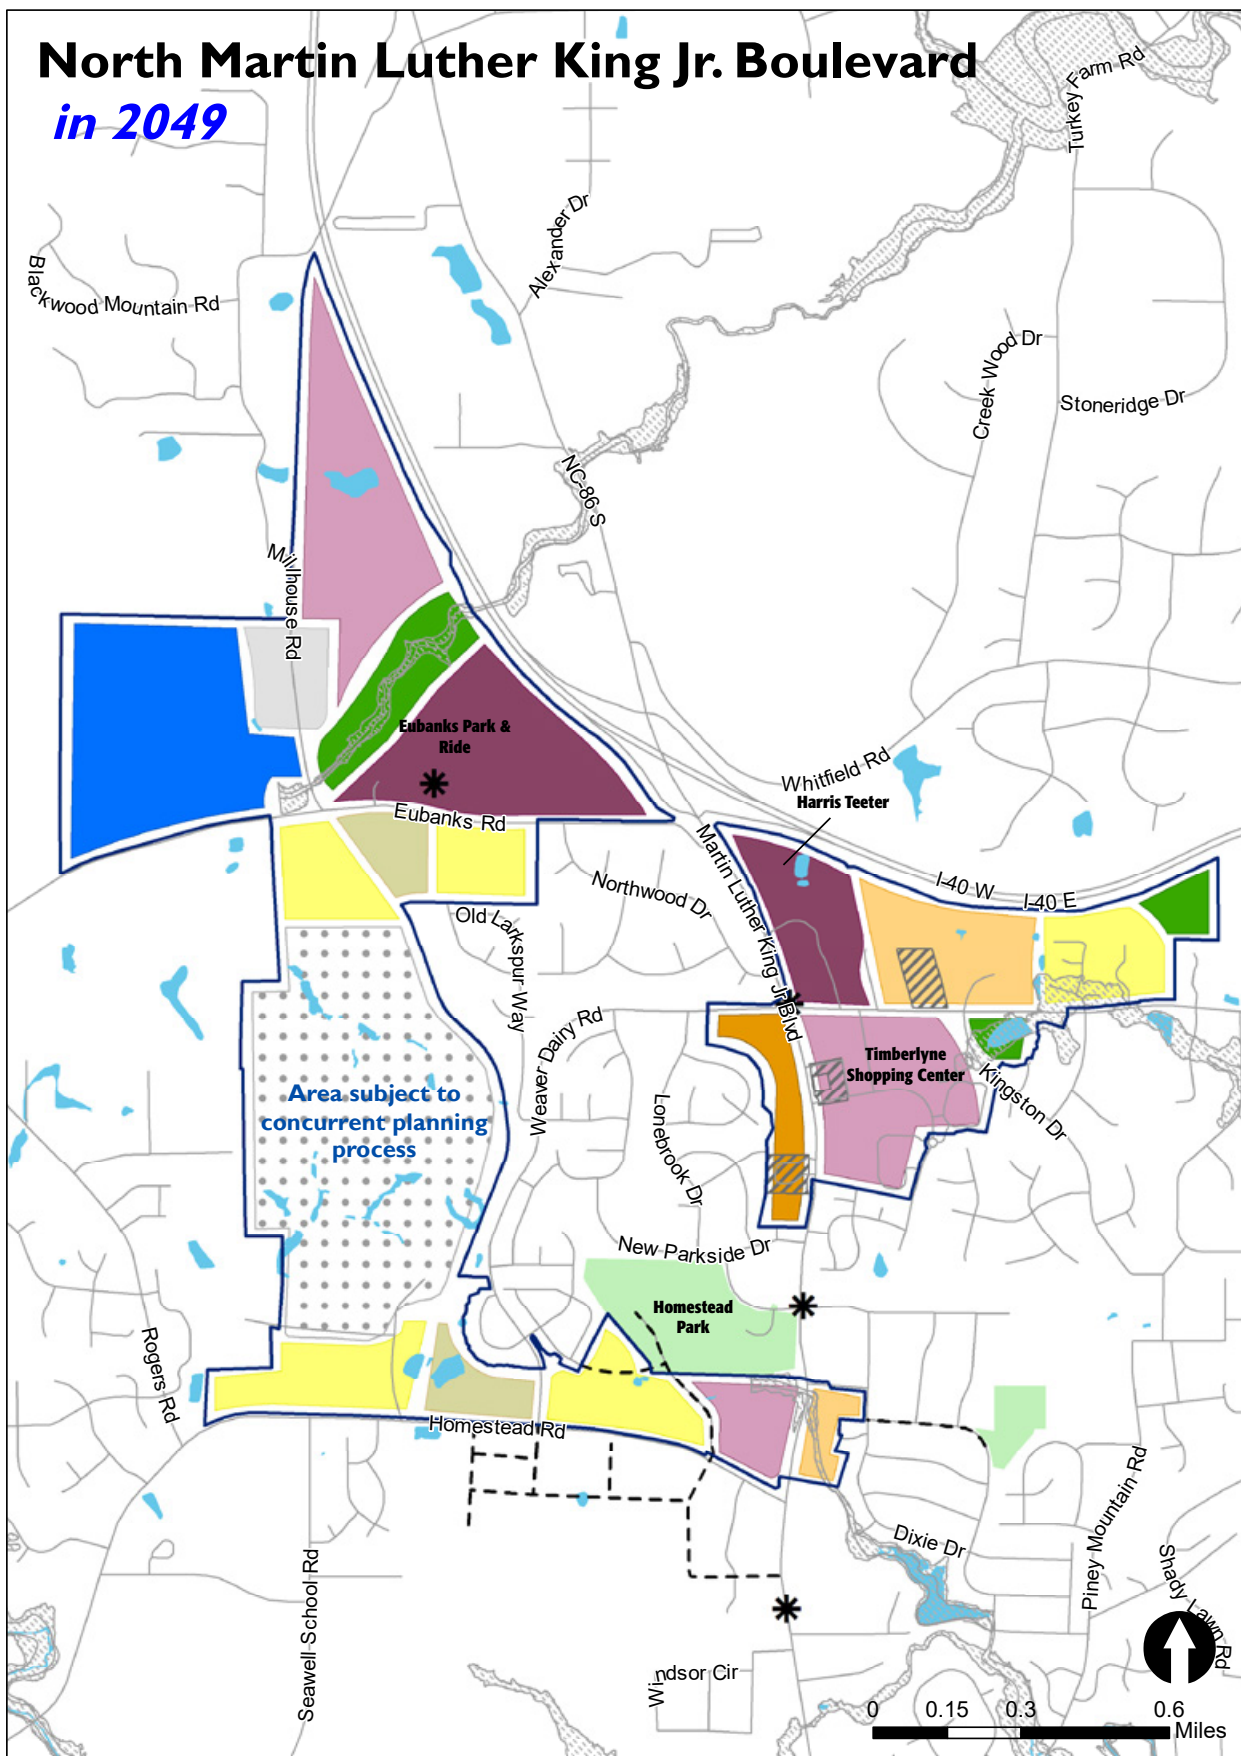 North Martin Luther King Jr. Boulevard
in 2049
Turkey Farm Rd
Alexander Dr
Blackwood Mountain Rd
Creek Wood Dr
Stoneridge Dr
NC-86 S
Millhouse Rd
Eubanks Park &
Ride
Whitfield Rd
Harris Teeter
Eubanks Rd
Martin Luther King Jr Blvd
I-40 W
I-40 E
Northwood Dr
Old Larkspur Way
Weaver Dairy Rd
Timberlyne
Shopping Center
Kingston Dr
Area subject to
concurrent planning
process
Lonebrook Dr
New Parkside Dr
Homestead
Park
Rogers Rd
Homestead Rd
Piney Mountain Rd
Dixie Dr
Shady Lawn Rd
Seawell School Rd
Windsor Cir
0 0.15 0.3 0.6
Miles